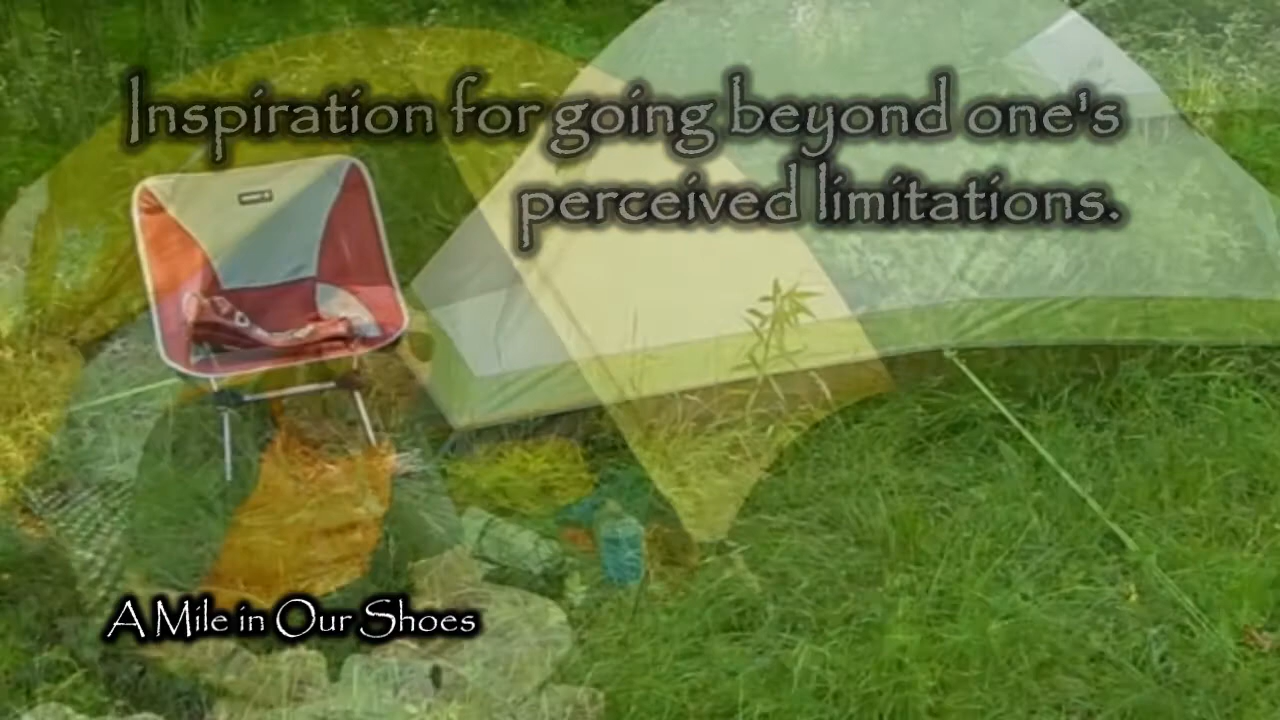 Inspiration for going beyond one's
perceived limitations.
A Mile in Our Shoes